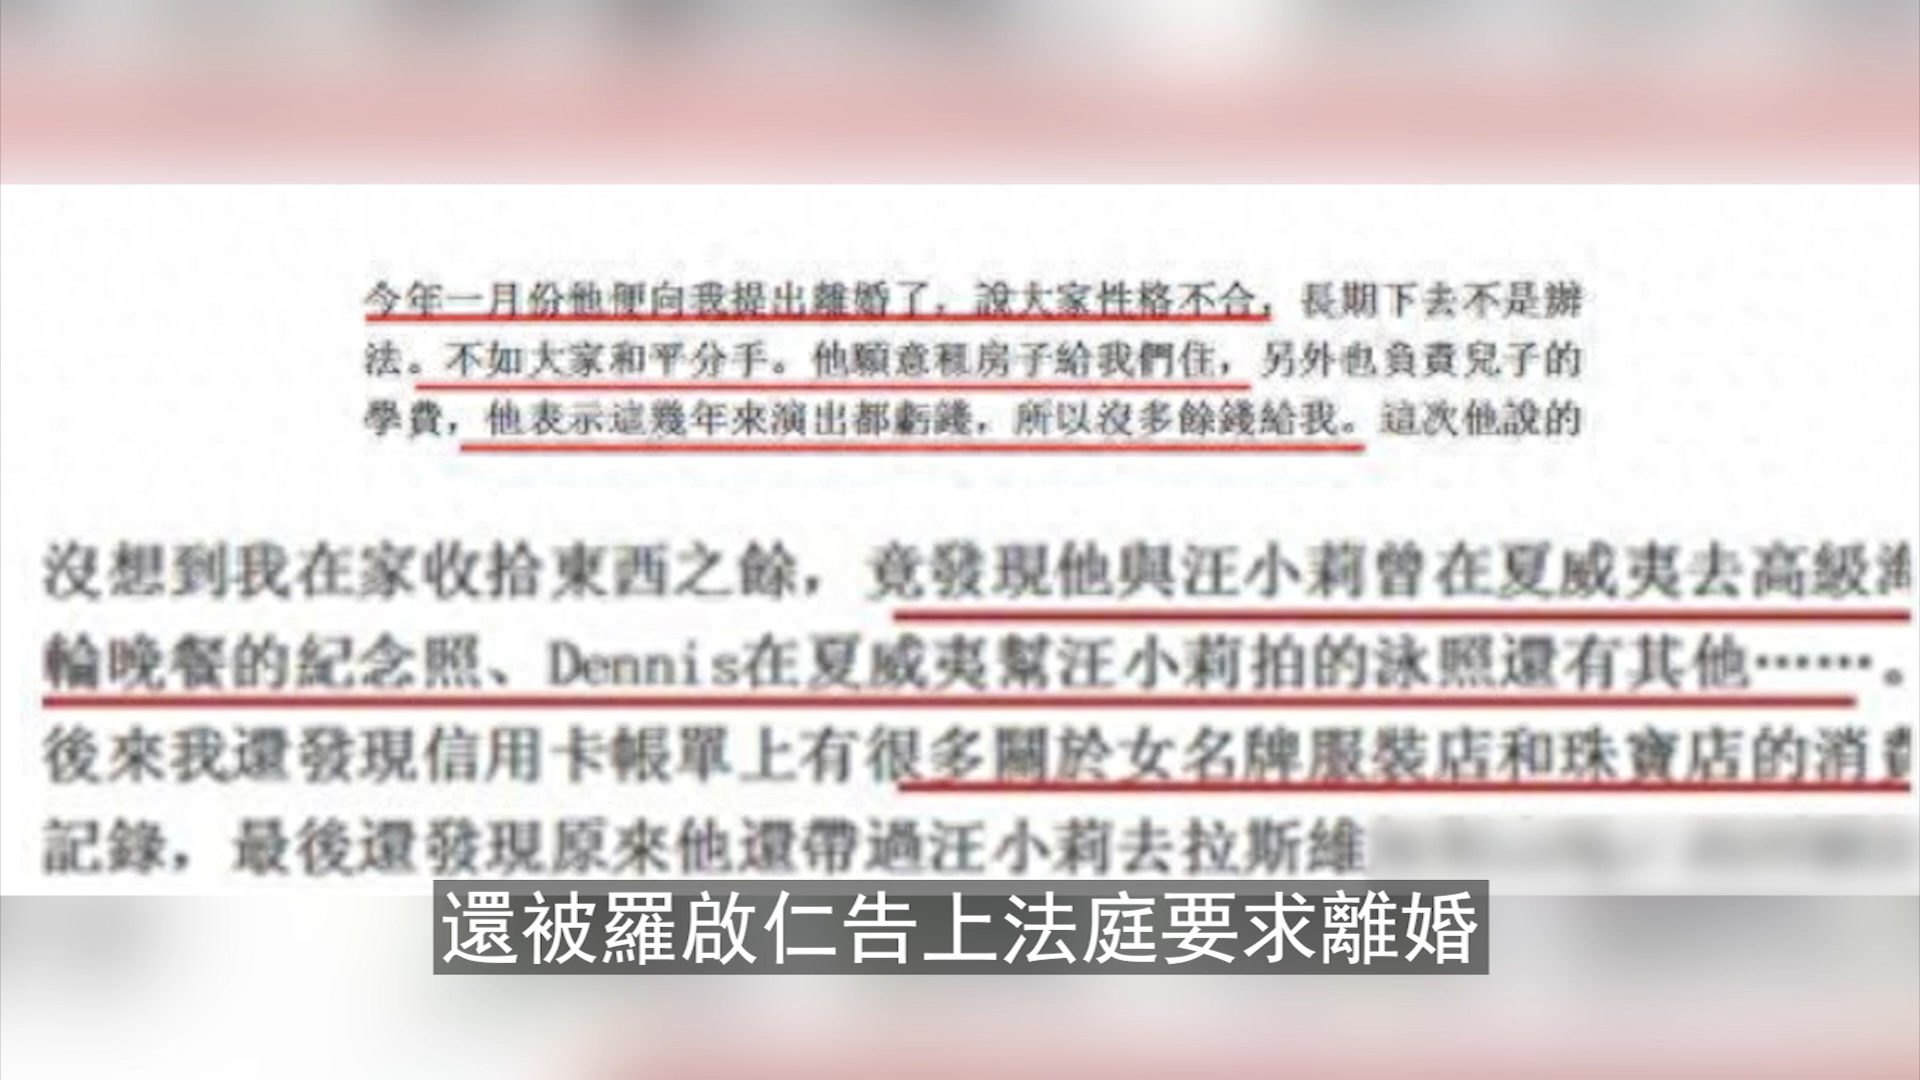 今年一月份他便向我提出離婚了，說大家性格不合，長期下去不是辦
法。不如大家和平分手。他願意租房子給我們住，另外也負責兒子的
學費，他表示這幾年來演出都虧錢，所以沒多餘錢給我。這次他說的
沒想到我在家收拾東西之餘，竟發現他與汪小莉曾在夏威夷去高級海
輪晚餐的紀念照、Dennis在夏威夷幫汪小莉拍的泳照還有其他……。
後來我還發現信用卡帳單上有很多關於女名牌服裝店和珠寶店的消費
記錄，最後還發現原來他還帶過汪小莉去拉斯維
還被羅啟仁告上法庭要求離婚